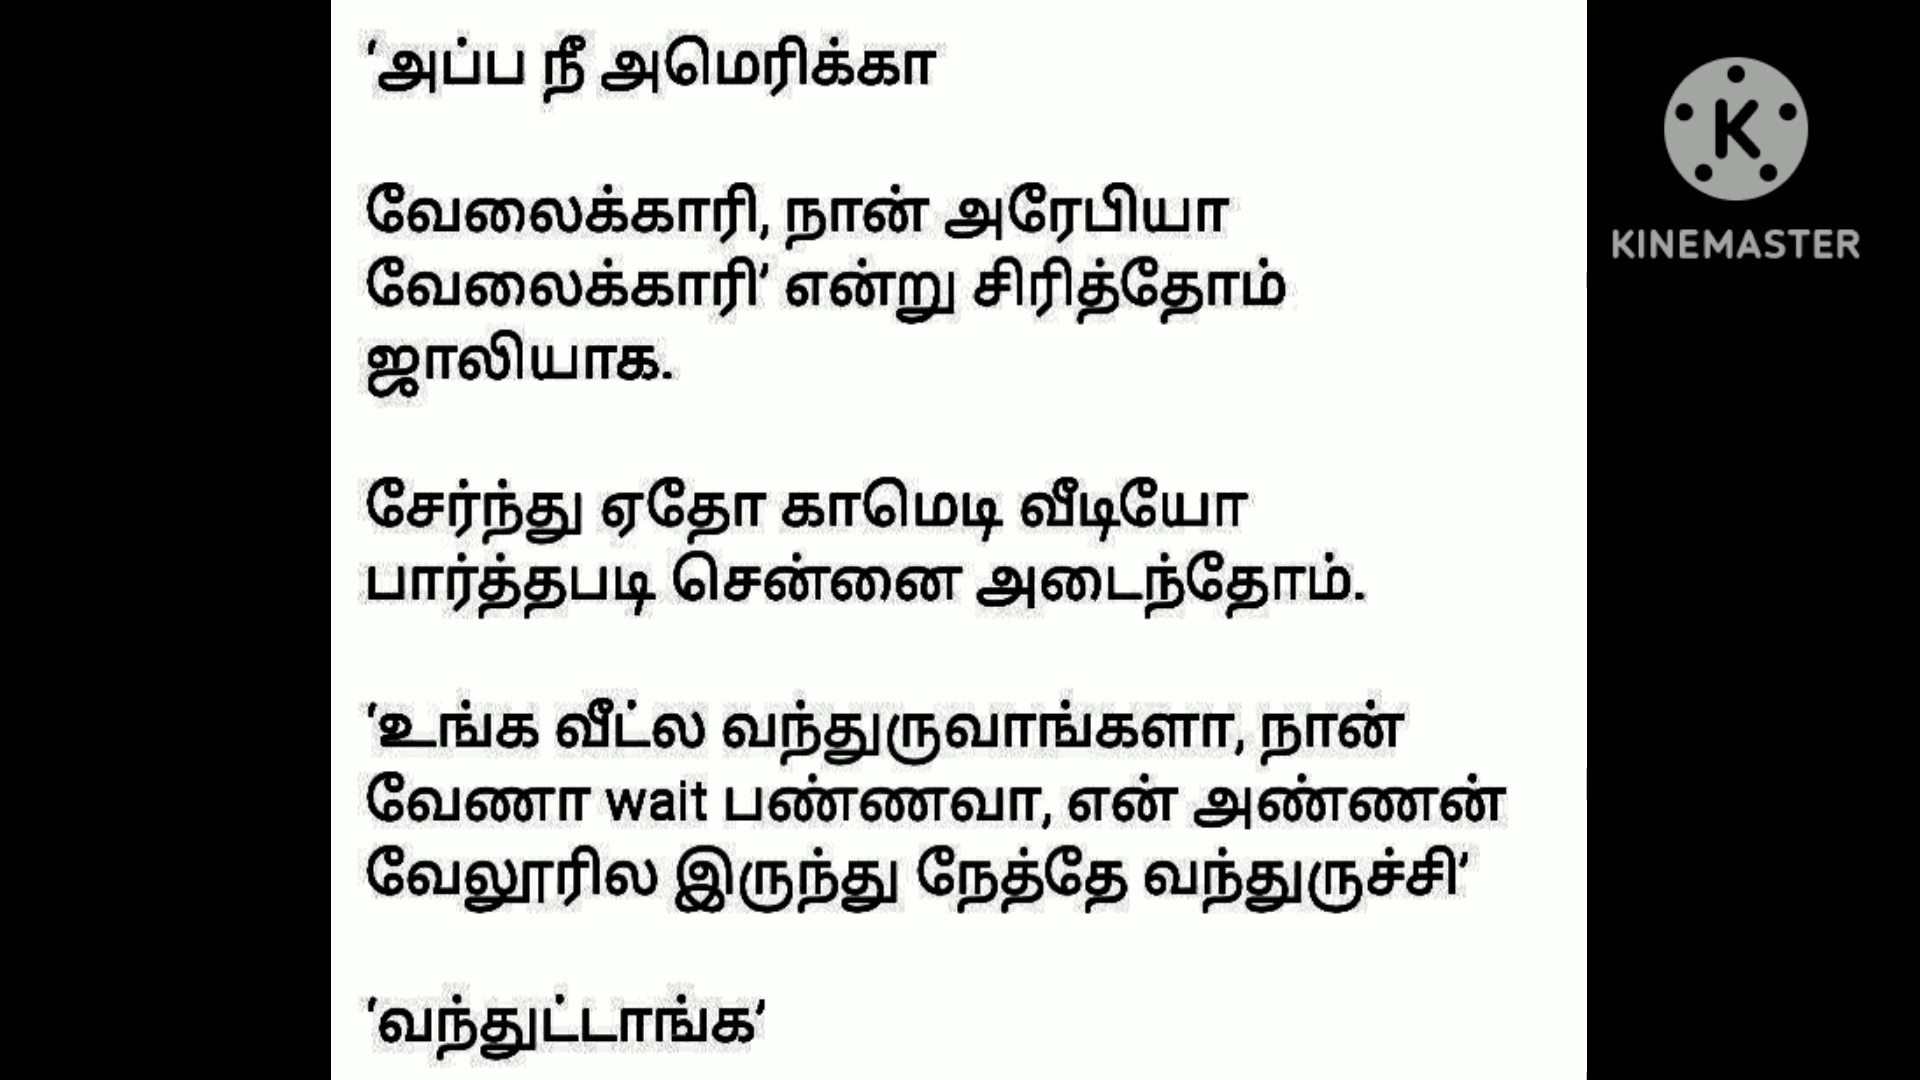 ‘அப்ப நீ அமெரிக்கா
வேலைக்காரி, நான் அரேபியா
வேலைக்காரி’ என்று சிரித்தோம்
ஜாலியாக.
சேர்ந்து ஏதோ காமெடி வீடியோ
பார்த்தபடி சென்னை அடைந்தோம்.
‘உங்க வீட்ல வந்துருவாங்களா, நான்
வேணா wait பண்ணவா, என் அண்ணன்
வேலூரில இருந்து நேத்தே வந்துருச்சி’
‘வந்துட்டாங்க’
K
KINEMASTER